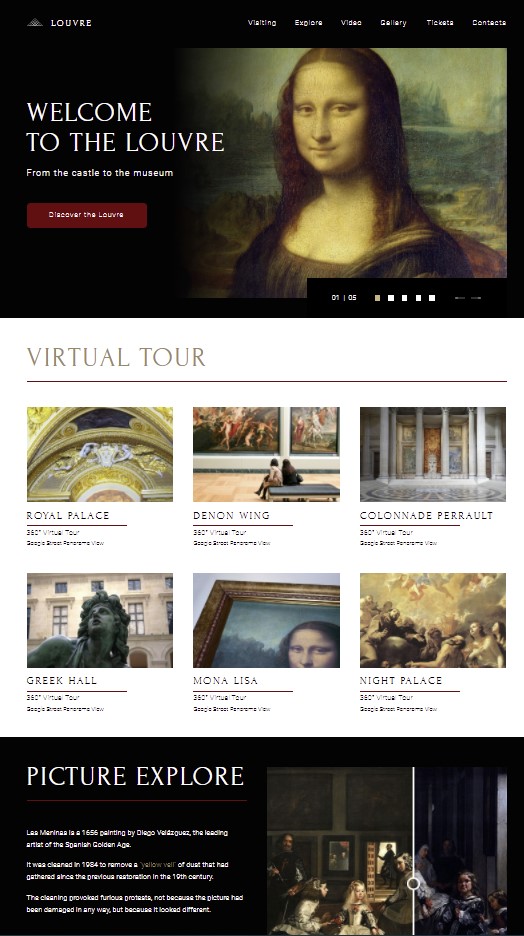 LOUVRE
Visiting Explore Video Gallery Tickets Contacts
WELCOME
TO THE LOUVRE
From the castle to the museum
Discover the Louvre
01 | 05
VIRTUAL TOUR
ROYAL PALACE
360° Virtual Tour
Google Street Panorama View
DENON WING
360° Virtual Tour
Google Street Panorama View
COLONNADE PERRAULT
360° Virtual Tour
Google Street Panorama View
GREEK HALL
360° Virtual Tour
Google Street Panorama View
MONA LISA
360° Virtual Tour
Google Street Panorama View
NIGHT PALACE
360° Virtual Tour
Google Street Panorama View
PICTURE EXPLORE
Las Meninas is a 1656 painting by Diego Velázquez, the leading
artist of the Spanish Golden Age.
It was cleaned in 1984 to remove a "yellow veil" of dust that had
gathered since the previous restoration in the 19th century.
The cleaning provoked furious protests, not because the picture had
been damaged in any way, but because it looked different.